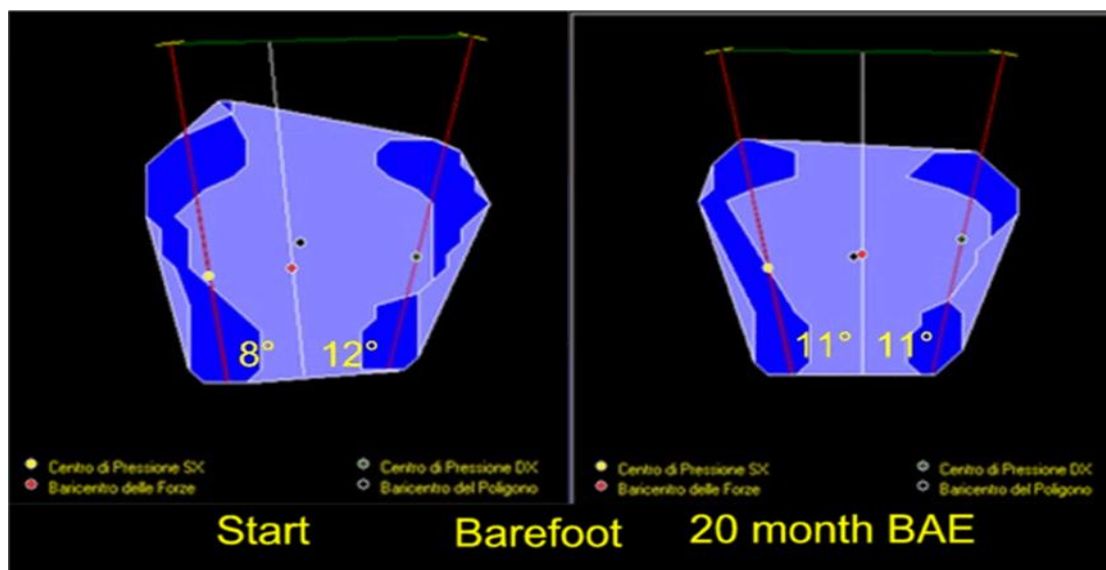 8° 12°
Centro di Pressione SX
Centro di Pressione DX
Baricentro delle Forze
Baricentro del Poligono
11° 11°
Centro di Pressione SX
Centro di Pressione DX
Baricentro delle Forze
Baricentro del Poligono
Start Barefoot 20 month BAE